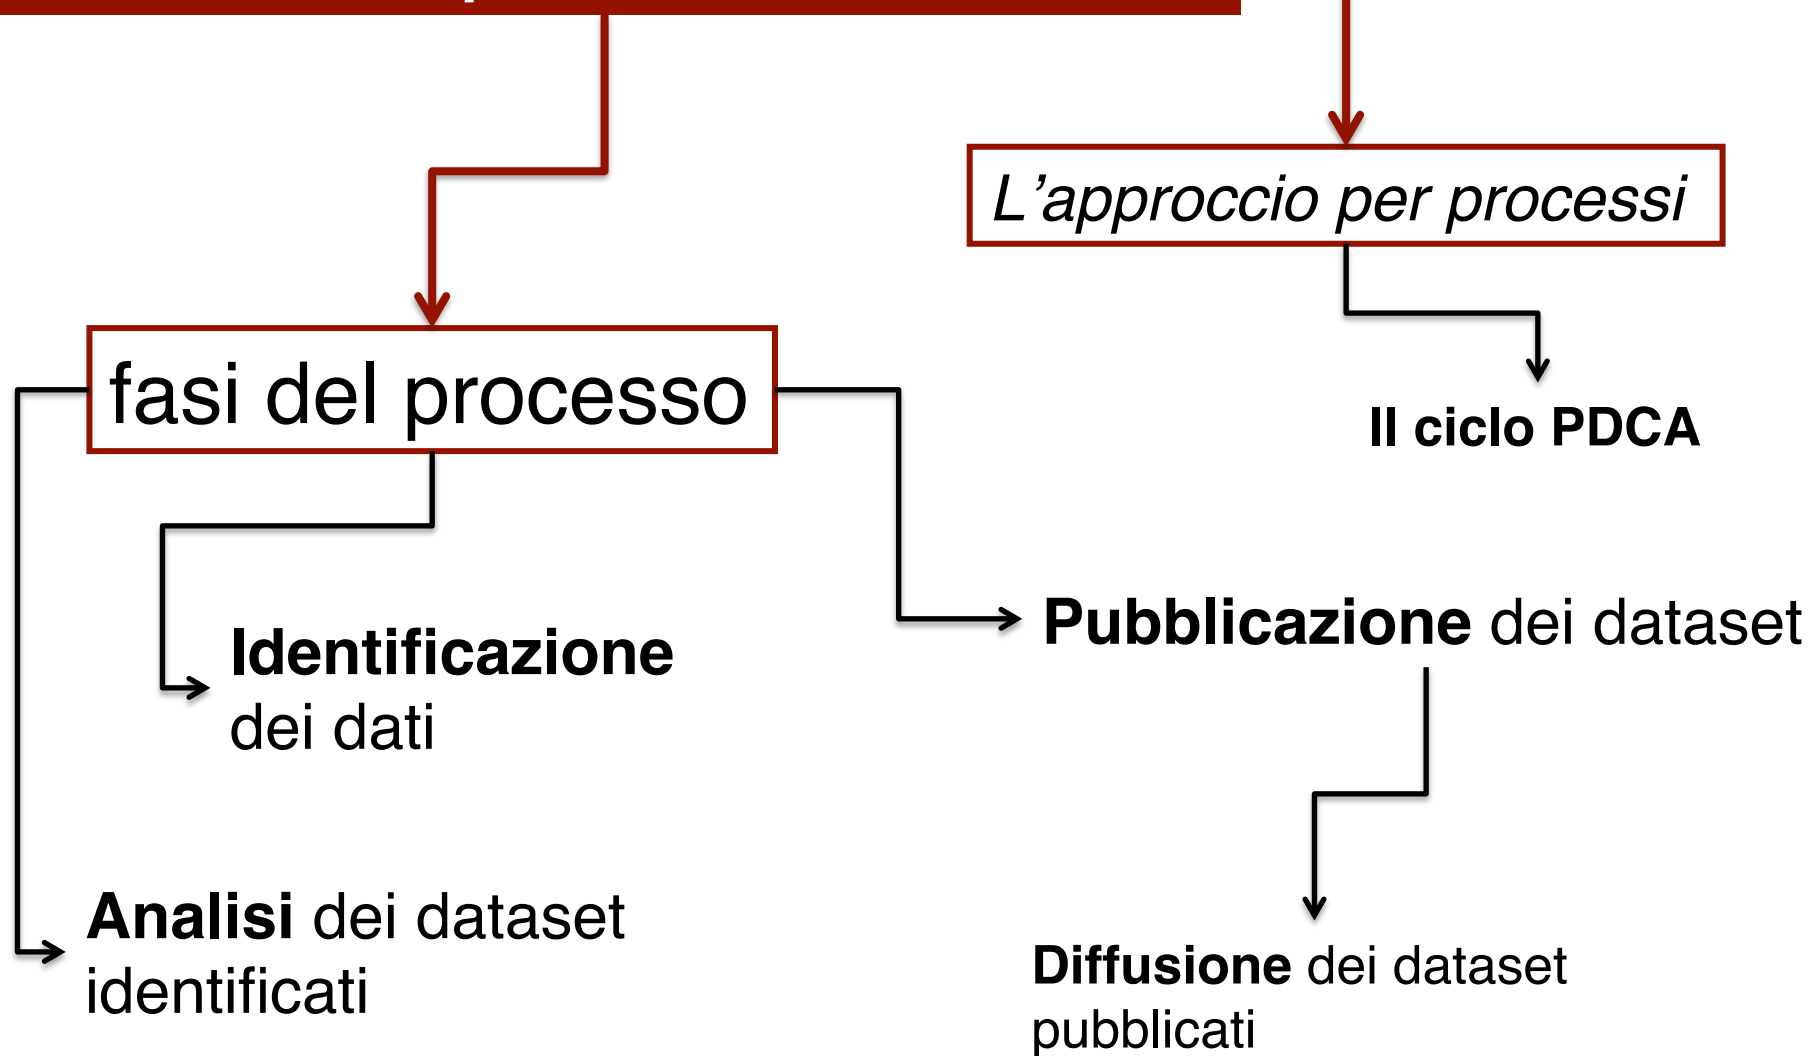 L'approccio per processi
fasi del processo
Il ciclo PDCA
Pubblicazione dei dataset
Identificazione
dei dati
Analisi dei dataset
identificati
Diffusione dei dataset
pubblicati